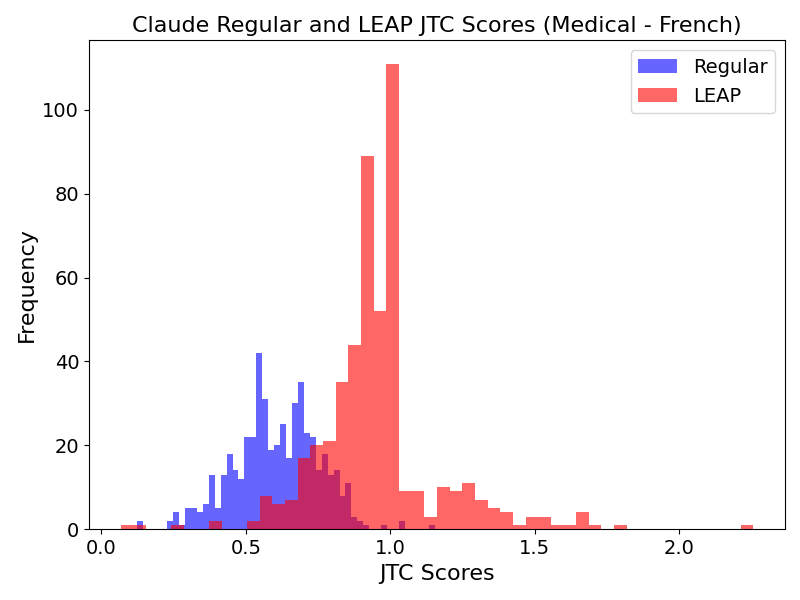 Claude Regular and LEAP JTC Scores (Medical - French)
Regular
LEAP
Frequency
100
80
60
40
20
0
0.0 0.5 1.0 1.5 2.0
JTC Scores